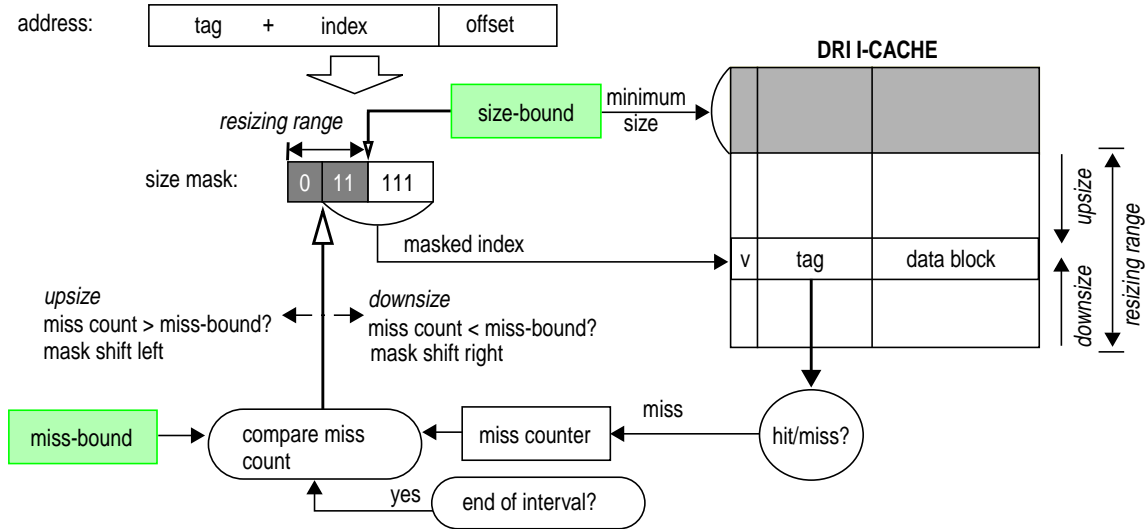 address:
tag + index
offset
DRI I-CACHE
size-bound
minimum
size
resizing range
size mask:
0 11 111
masked index
v
tag
data block
upsize
downsize
resizing range
upsize
miss count > miss-bound?
mask shift left
downsize
miss count < miss-bound?
mask shift right
miss-bound
compare miss
count
miss counter
miss
hit/miss?
yes
end of interval?